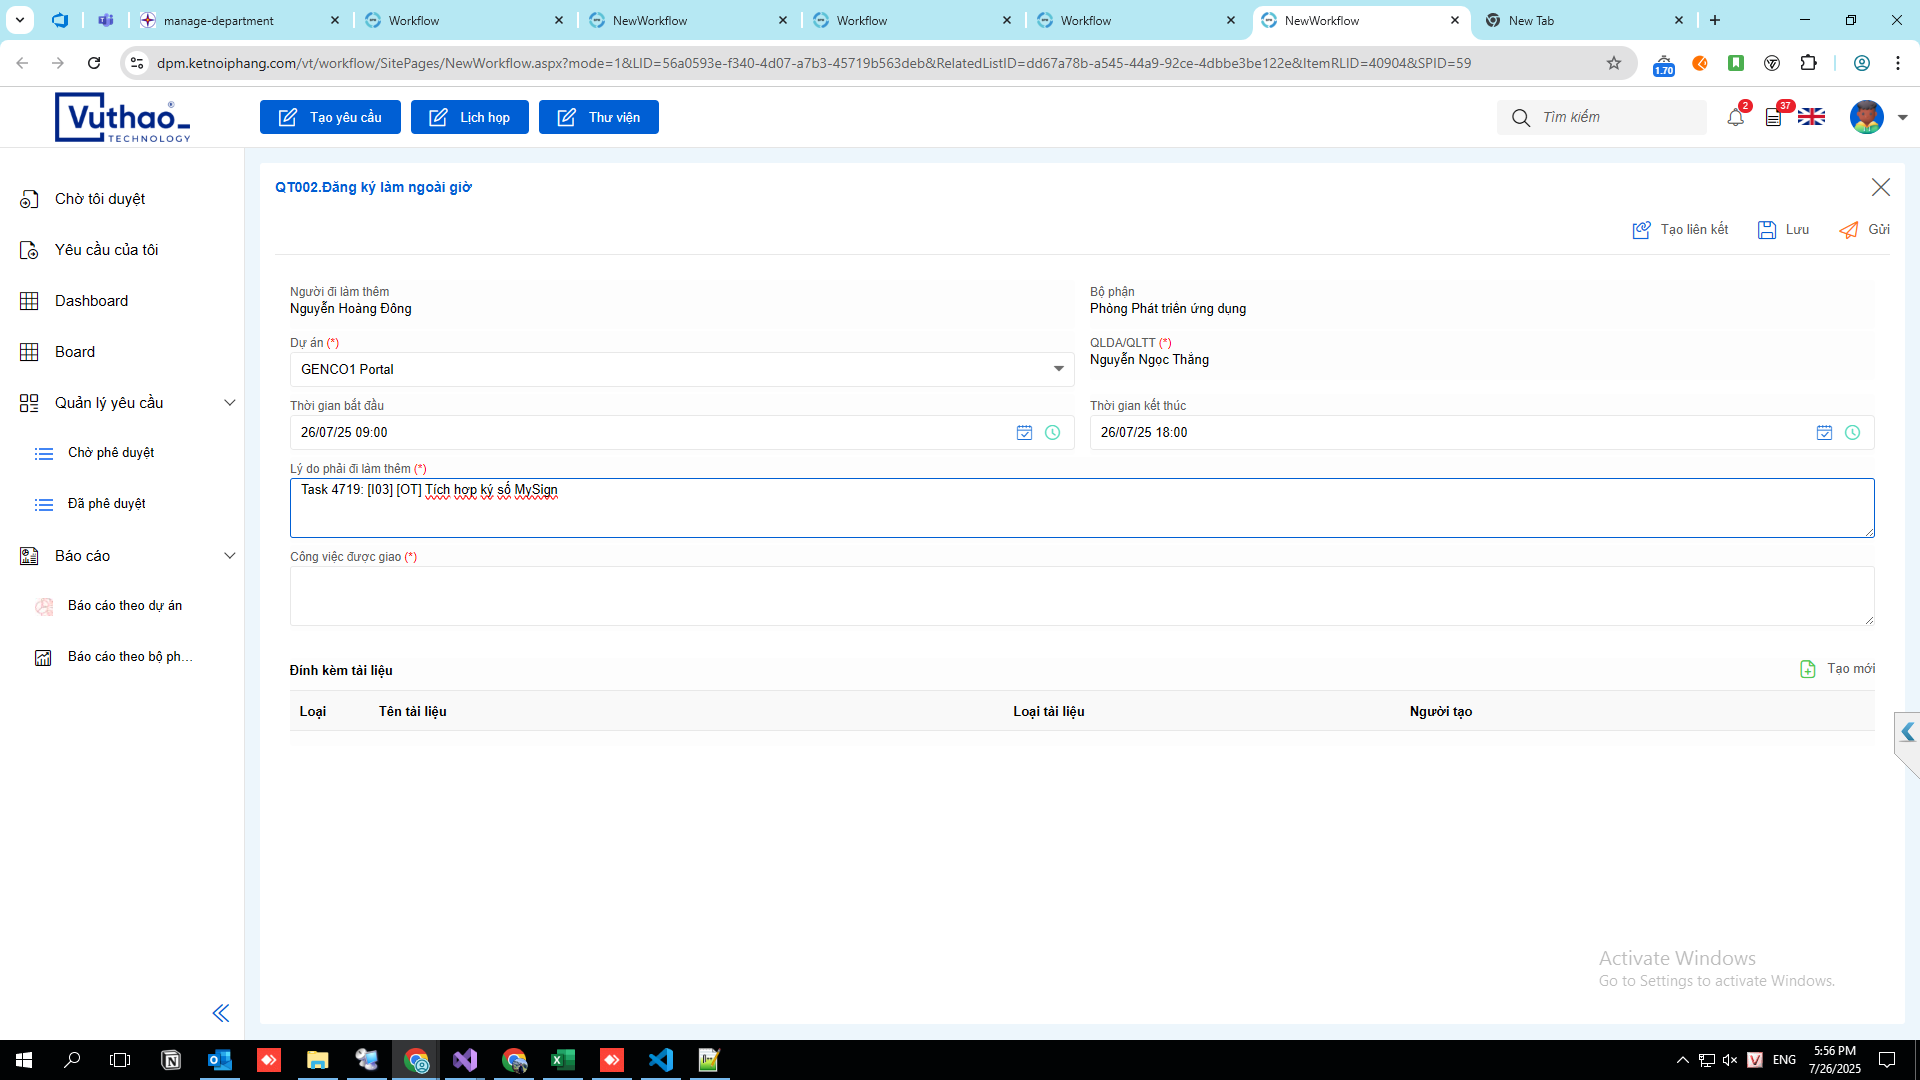 manage-department
Workflow
NewWorkflow
Workflow
Workflow
NewWorkflow
New Tab
dpm.ketnoiphang.com/vt/workflow/SitePages/NewWorkflow.aspx?mode=1&LID=56a0593e-f340-4d07-a7b3-45719b563deb&RelatedListID=dd67a78b-a545-44a9-92ce-4dbbe3be122e&ItemRLID=40904&SPID=59
1.70
Vuthao_®
TECHNOLOGY
Tạo yêu cầu
Lịch họp
Thư viện
Tìm kiếm
2
37
Chờ tôi duyệt
Yêu cầu của tôi
Dashboard
Board
Quản lý yêu cầu
Chờ phê duyệt
Đã phê duyệt
Báo cáo
Báo cáo theo dự án
Báo cáo theo bộ ph...
QT002.Đăng ký làm ngoài giờ
Tạo liên kết
Lưu
Gửi
Người đi làm thêm
Nguyễn Hoàng Đông
Bộ phận
Phòng Phát triển ứng dụng
Dự án (*)
GENCO1 Portal
QLDA/QLTT (*)
Nguyễn Ngọc Thắng
Thời gian bắt đầu
26/07/25 09:00
Thời gian kết thúc
26/07/25 18:00
Lý do phải đi làm thêm (*)
Task 4719: [I03] [OT] Tích hợp ký số MySign
Công việc được giao (*)
Đính kèm tài liệu
Tạo mới
Loại
Tên tài liệu
Loại tài liệu
Người tạo
Activate Windows
Go to Settings to activate Windows.
ENG
5:56 PM
7/26/2025